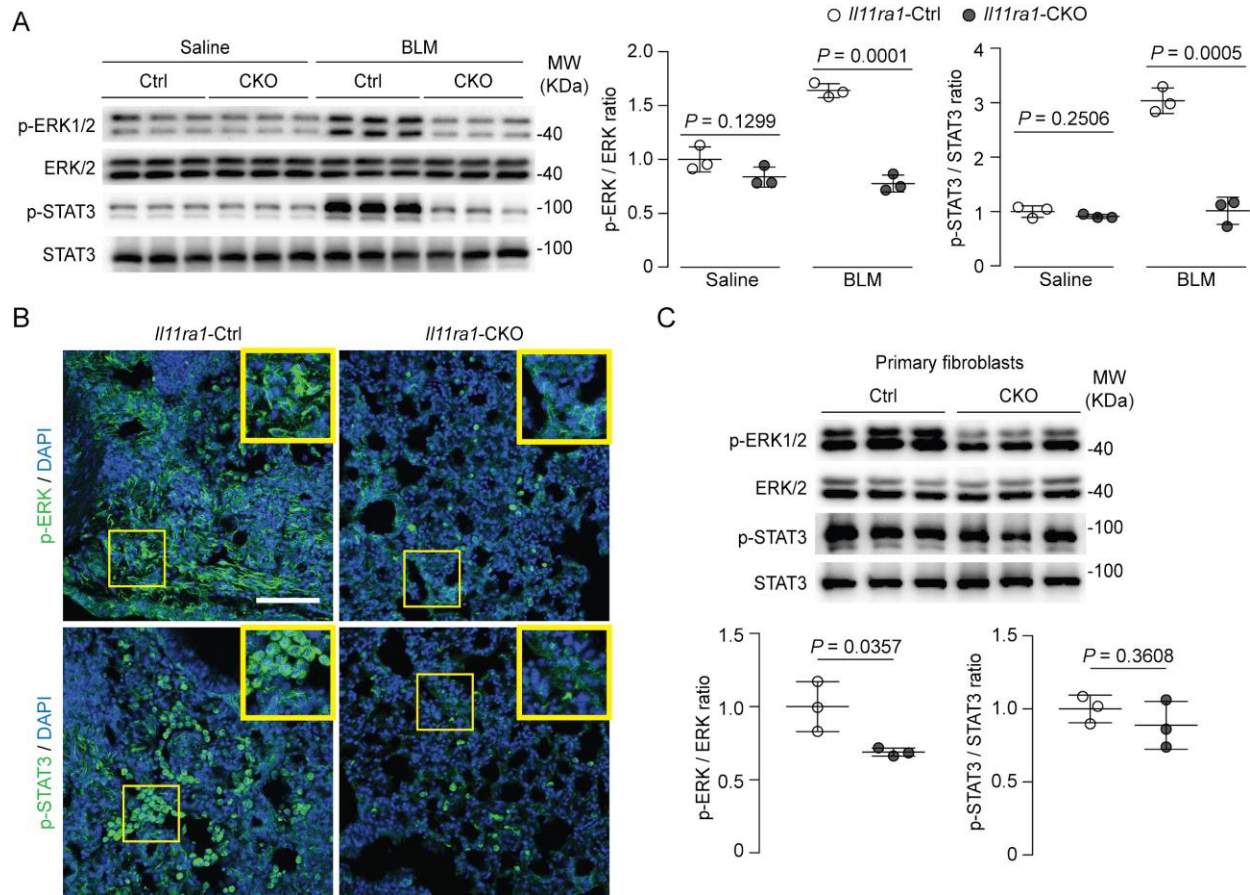 A
Saline BLM
Ctrl CKO Ctrl CKO
MW
(KDa)
p-ERK1/2
-40
ERK/2
-40
p-STAT3
-100
STAT3
-100
Il11ra1-Ctrl Il11ra1-CKO
p-ERK / ERK ratio
2.0
1.5
1.0
0.5
0
P = 0.1299
P = 0.0001
Saline BLM
p-STAT3 / STAT3 ratio
4
3
2
1
0
P = 0.2506
P = 0.0005
Saline BLM
B
Il11ra1-Ctrl Il11ra1-CKO
p-ERK / DAPI
p-STAT3 / DAPI
C
Primary fibroblasts
Ctrl CKO
MW
(KDa)
p-ERK1/2
-40
ERK/2
-40
p-STAT3
-100
STAT3
-100
p-ERK / ERK ratio
1.5
1.0
0.5
0
P = 0.0357
p-STAT3 / STAT3 ratio
1.5
1.0
0.5
0
P = 0.3608